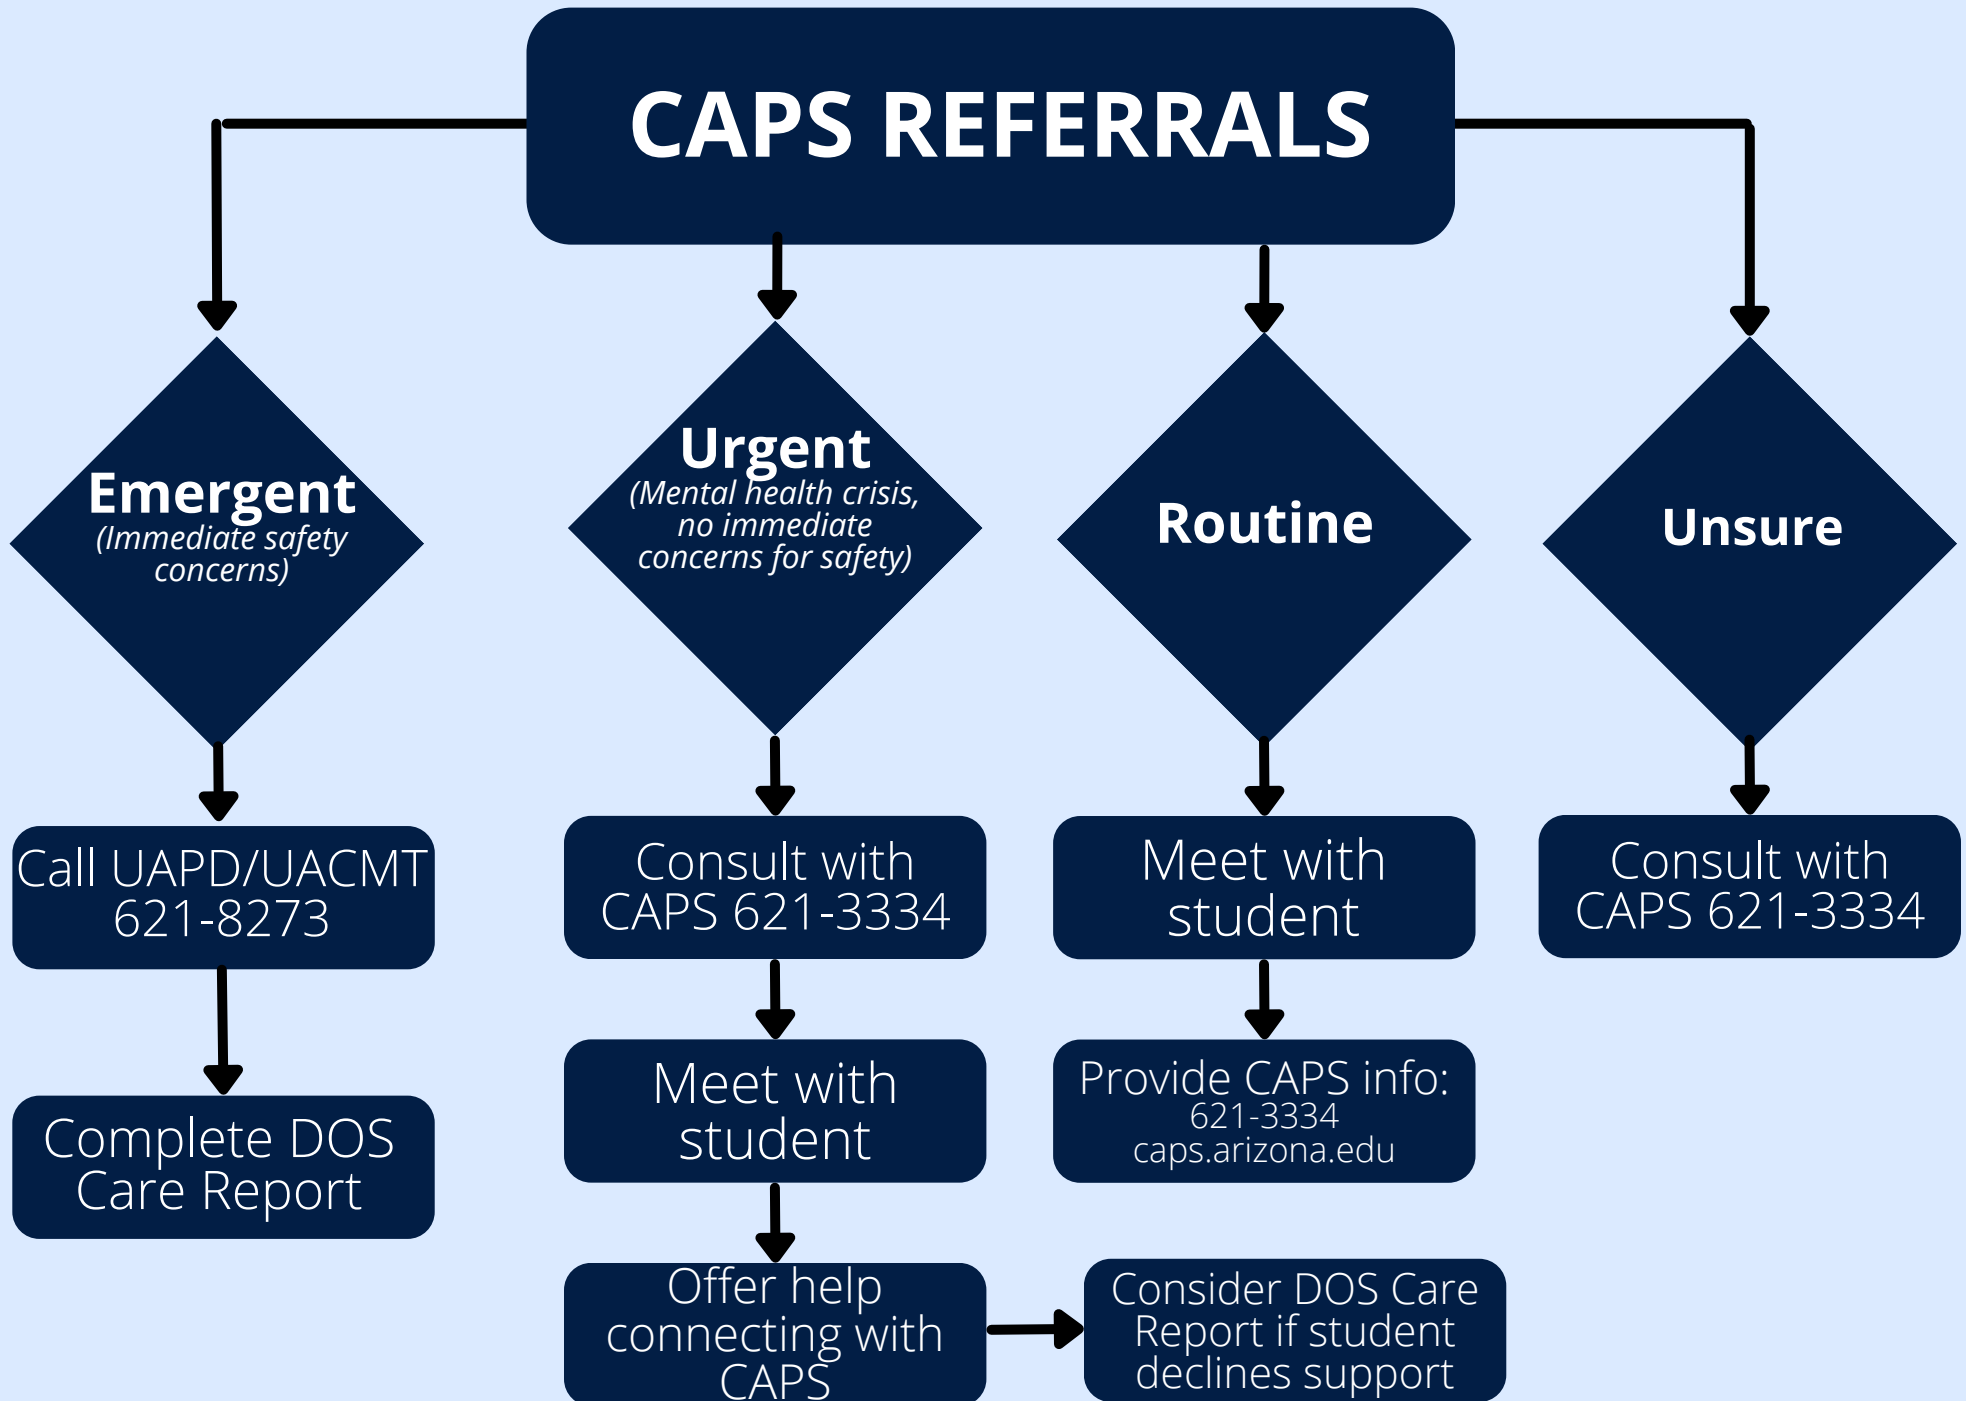 CAPS REFERRALS
Emergent
(Immediate safety
concerns)
Urgent
(Mental health crisis,
no immediate
concerns for safety)
Routine
Unsure
Call UAPD/UACMT
621-8273
Complete DOS
Care Report
Consult with
CAPS 621-3334
Meet with
student
Offer help
connecting with
CAPS
Consider DOS Care
Report if student
declines support
Meet with
student
Provide CAPS info:
621-3334
caps.arizona.edu
Consult with
CAPS 621-3334